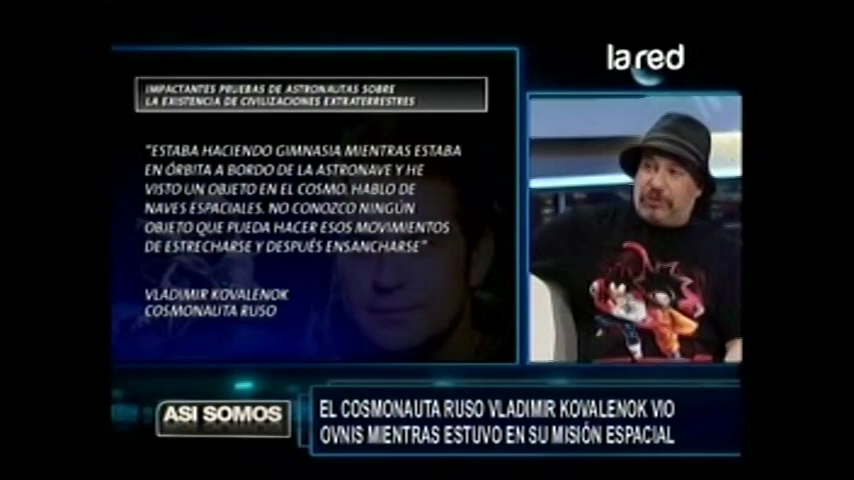 la red
IMPACTANTES PRUEBAS DE ASTRONAUTAS SOBRE
LA EXISTENCIA DE CIVILIZACIONES EXTRATERRESTRES
"ESTABA HACIENDO GIMNASIA MIENTRAS ESTABA
EN ÓRBITA A BORDO DE LA ASTRONAVE Y HE
VISTO UN OBJETO EN EL COSMO. HABLO DE
NAVES ESPACIALES. NO CONOZCO NINGÚN
OBJETO QUE PUEDA HACER ESOS MOVIMIENTOS
DE ESTRECHARSE Y DESPUÉS ENSANCHARSE"
VLADIMIR KOVALENOK
COSMONAUTA RUSO
ASI SOMOS
EL COSMONAUTA RUSO VLADIMIR KOVALENOK VIO
OVNIS MIENTRAS ESTUVO EN SU MISIÓN ESPACIAL